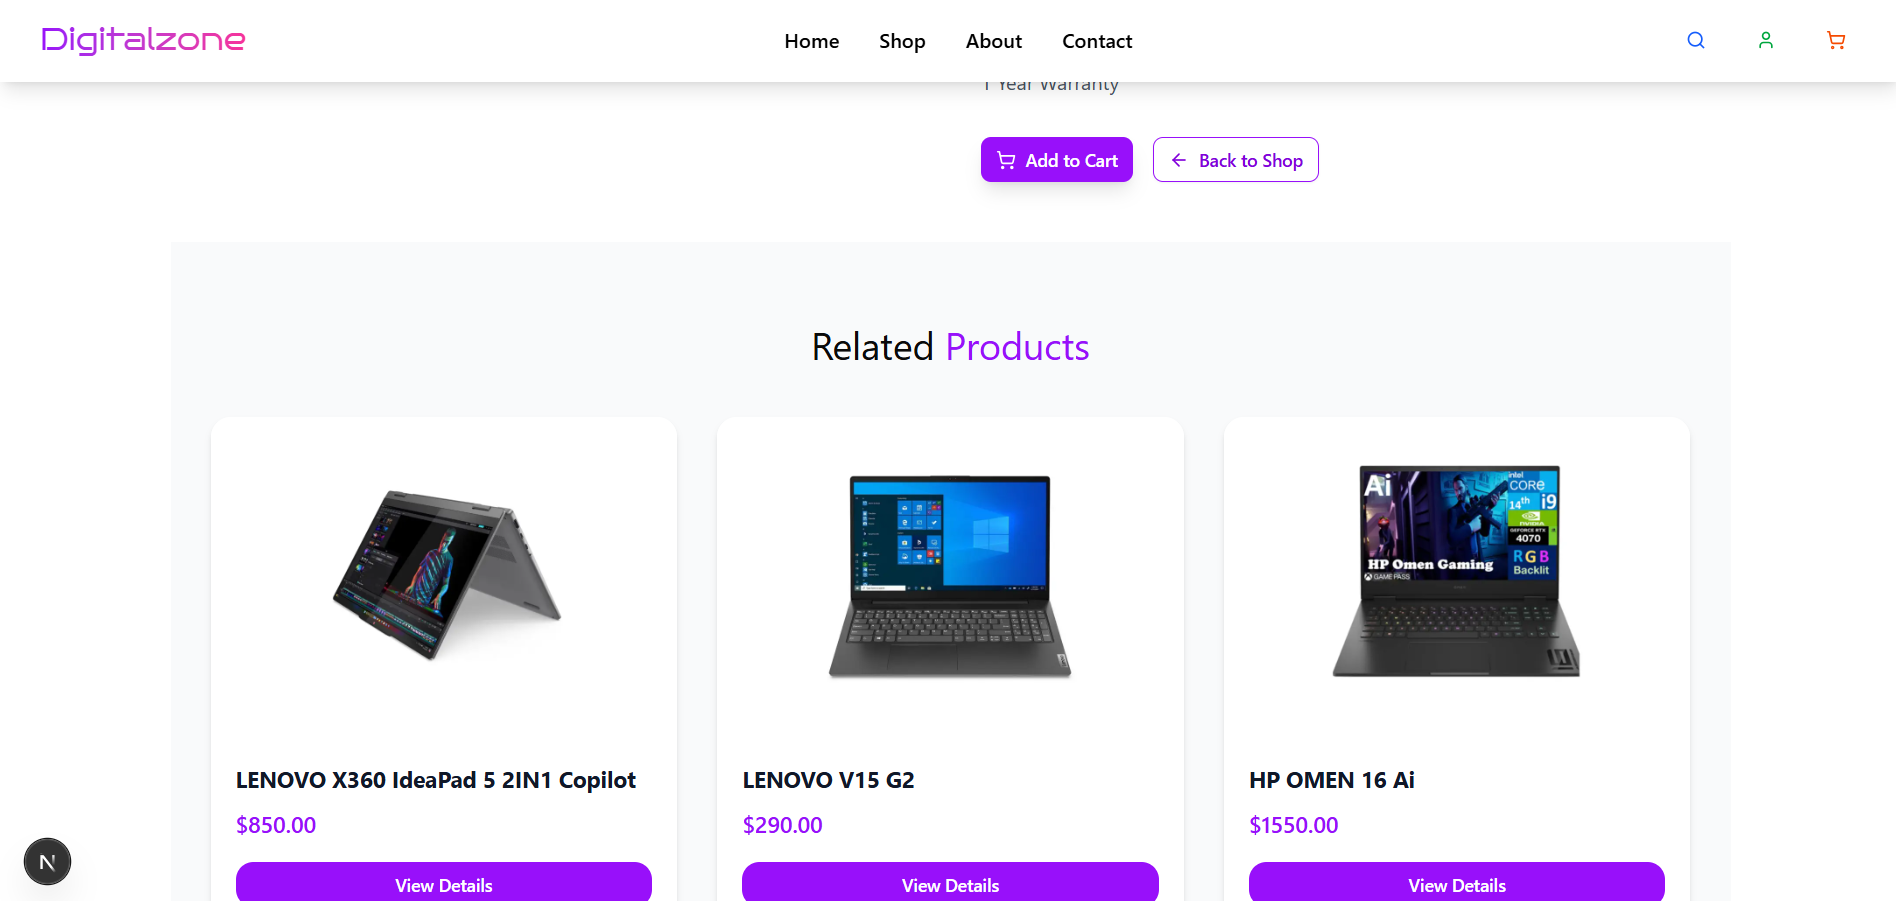 Digitalzone
Home Shop About Contact
1 Year Warranty
Add to Cart
Back to Shop
Related Products
Ai
intel
CORE
14th i9
NVIDIA
GEFORCE RTX
4070
RGB
Backlit
HP Omen Gaming
GAME PASS
LENOVO X360 IdeaPad 5 2IN1 Copilot
$850.00
View Details
LENOVO V15 G2
$290.00
View Details
HP OMEN 16 Ai
$1550.00
View Details
N